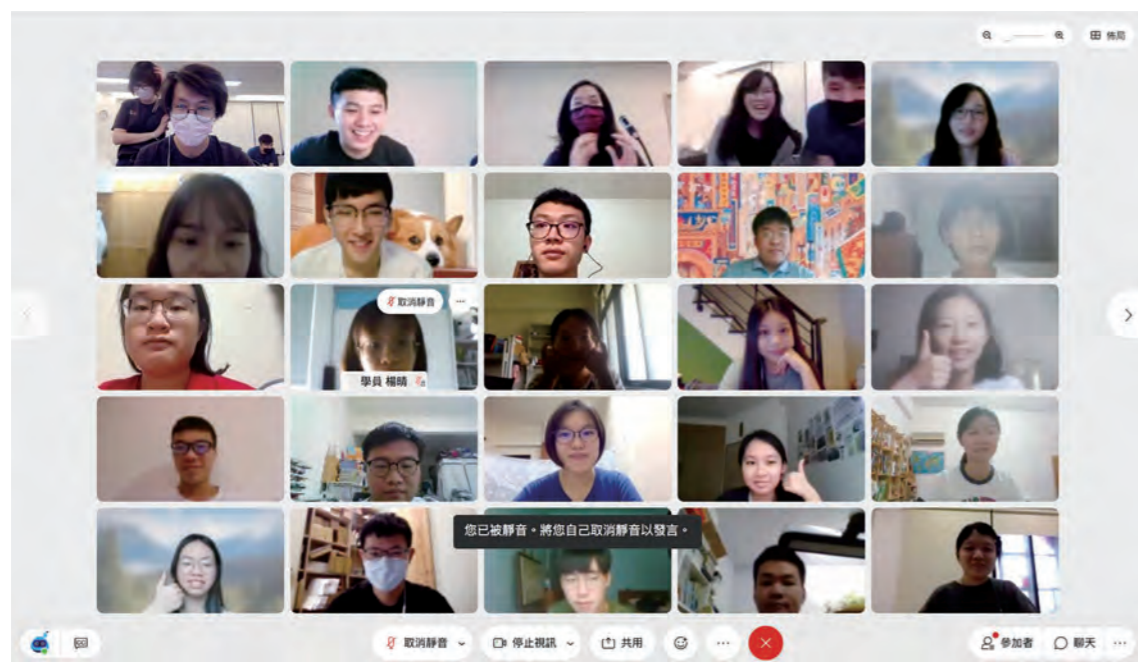 佈局
取消靜音
學員 楊晴
您已被靜音。將您自己取消靜音以發言。
取消靜音
停止視訊
共用
參加者
聊天